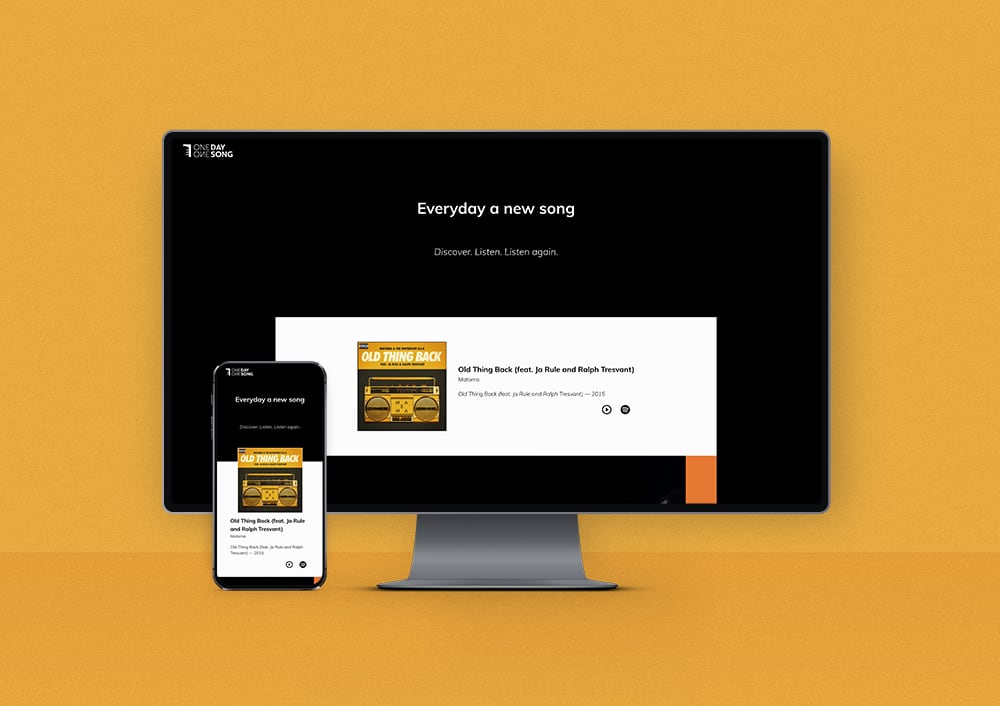 ONE DAY
ONE SONG
Everyday a new song
Discover. Listen. Listen again.
OLD THING BACK
FEAT. JA RULE & RALPH TRESVANT
Old Thing Back (feat. Ja Rule and Ralph Tresvant)
Matoma
Old Thing Back (feat. Ja Rule and Ralph Tresvant) — 2015
ONE DAY
ONE SONG
Everyday a new song
Discover. Listen. Listen again.
OLD THING BACK
Old Thing Back (feat. Ja Rule
and Ralph Tresvant)
Matoma
Old Thing Back (feat. Ja Rule and Ralph
Tresvant) — 2015